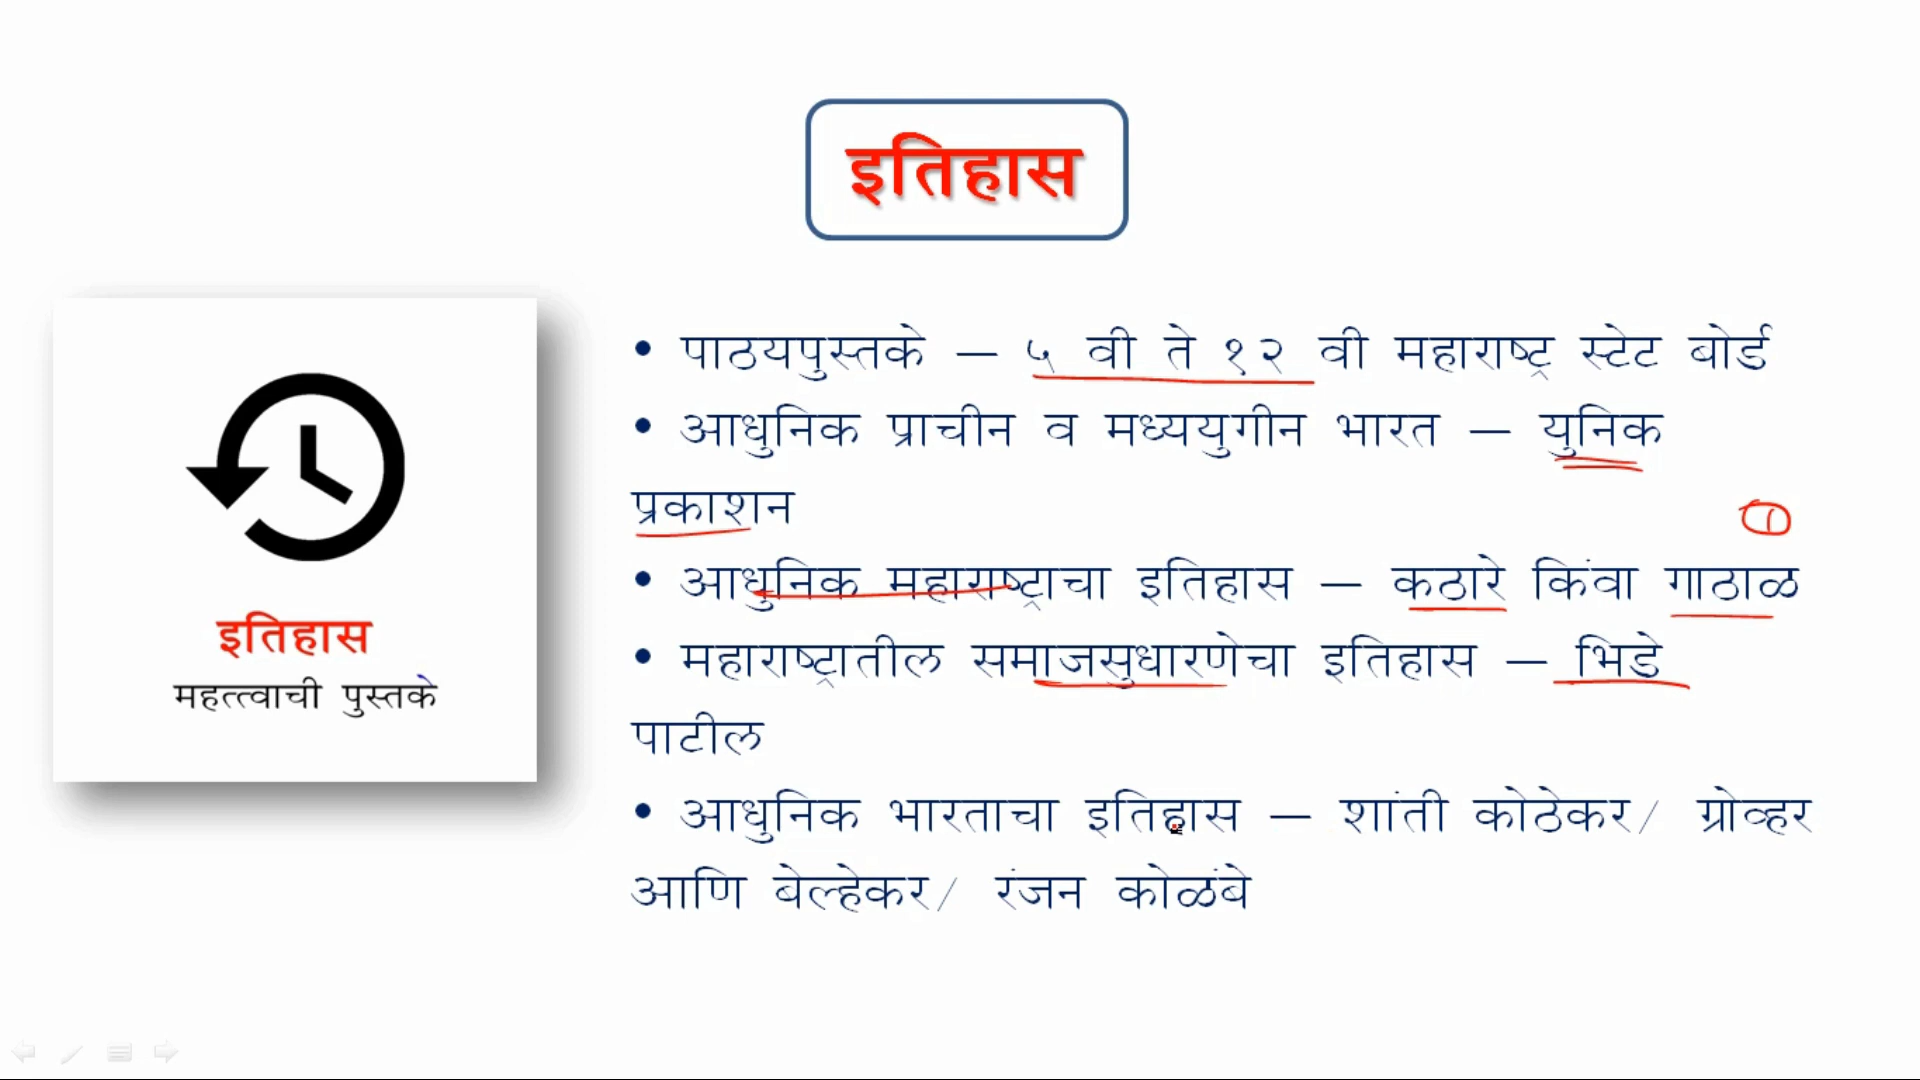 इतिहास
इतिहास
महत्त्वाची पुस्तके
• पाठयपुस्तके – ५ वी ते १२ वी महाराष्ट्र स्टेट बोर्ड
• आधुनिक प्राचीन व मध्ययुगीन भारत – युनिक
प्रकाशन
①
• आधुनिक महाराष्ट्राचा इतिहास – कठारे किंवा गाठाळ
• महाराष्ट्रातील समाजसुधारणेचा इतिहास – भिडे
पाटील
• आधुनिक भारताचा इतिहास – शांती कोठेकर/ ग्रोव्हर
आणि बेल्हेकर/ रंजन कोळंबे